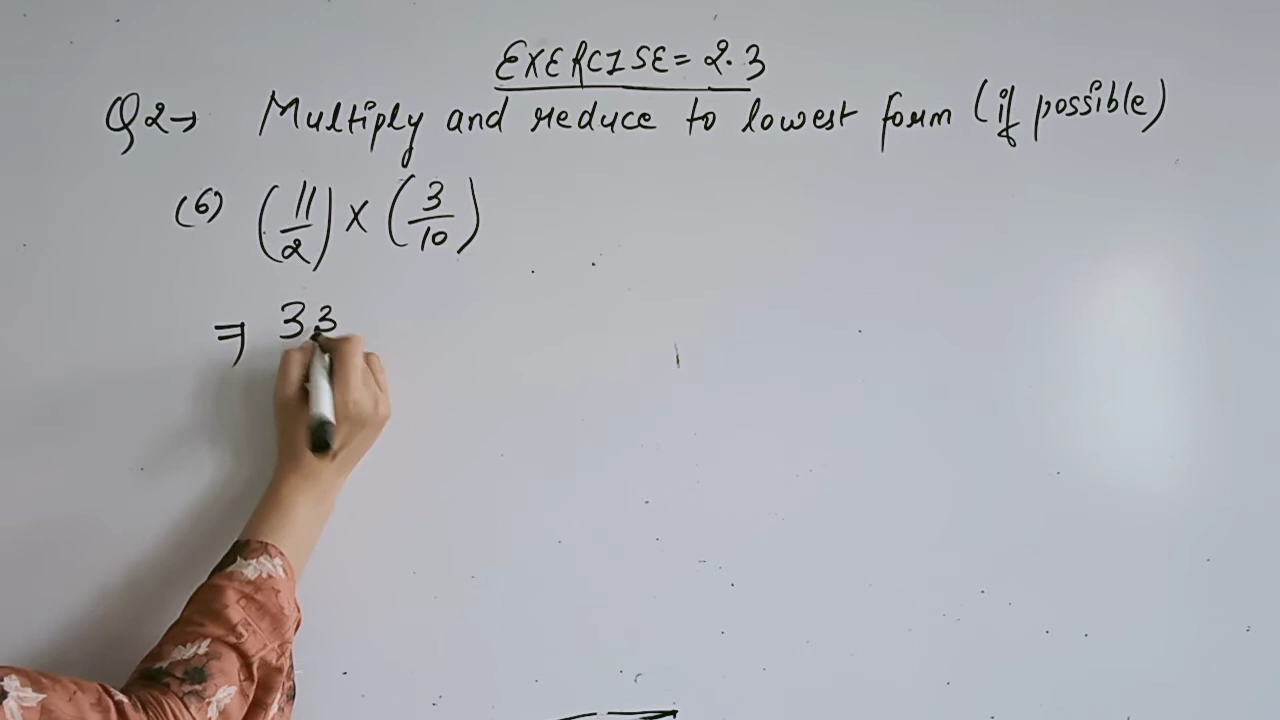 EXERCISE = 2.3
Q2→ Multiply and reduce to lowest form (if possible)
(6) (11/2) × (3/10)
⇒ 33